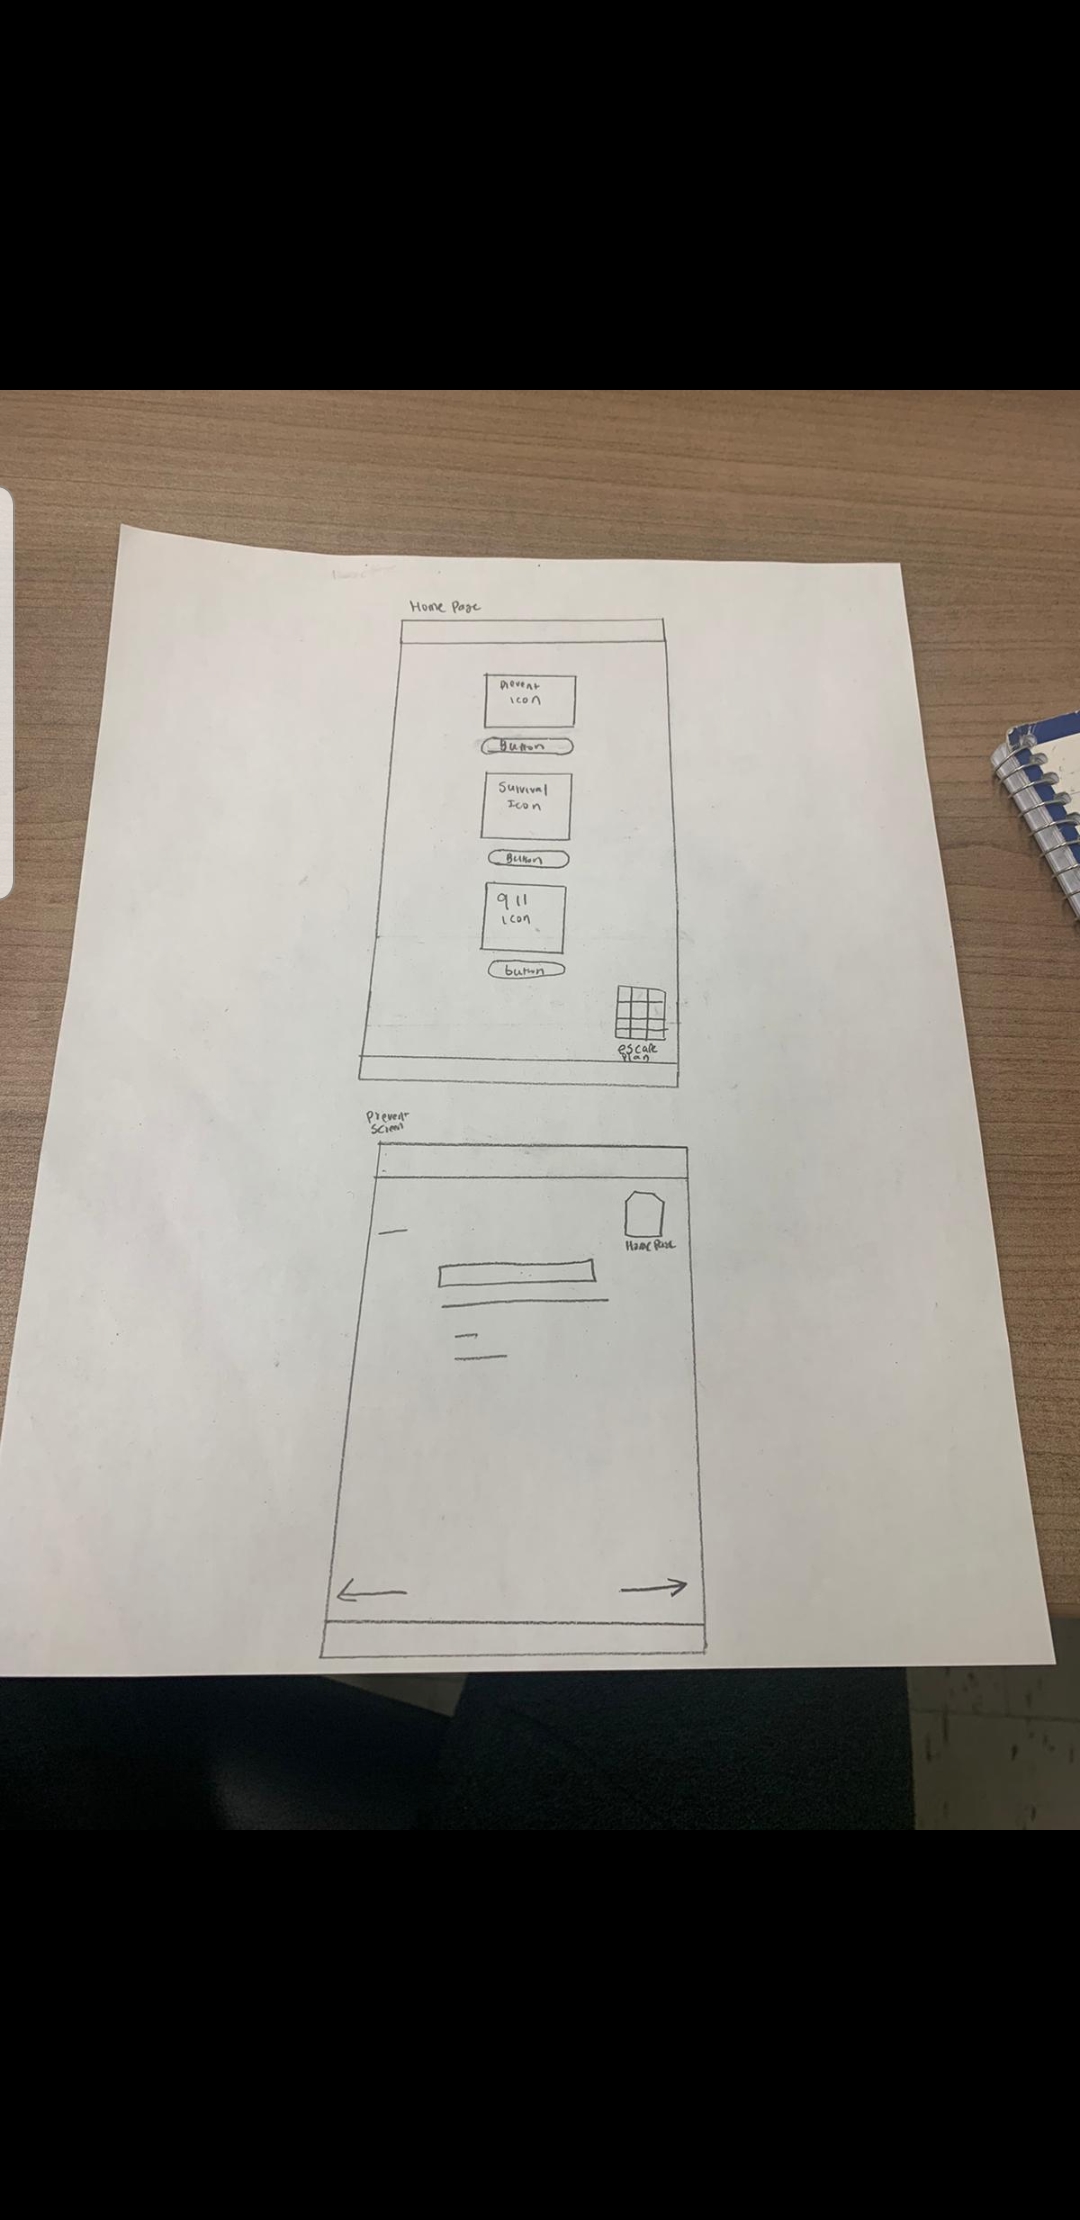 Home Page
Prevent
icon
Button
Survival
Icon
Button
911
icon
button
escape
Plan
Prevent
Screen
Home Page